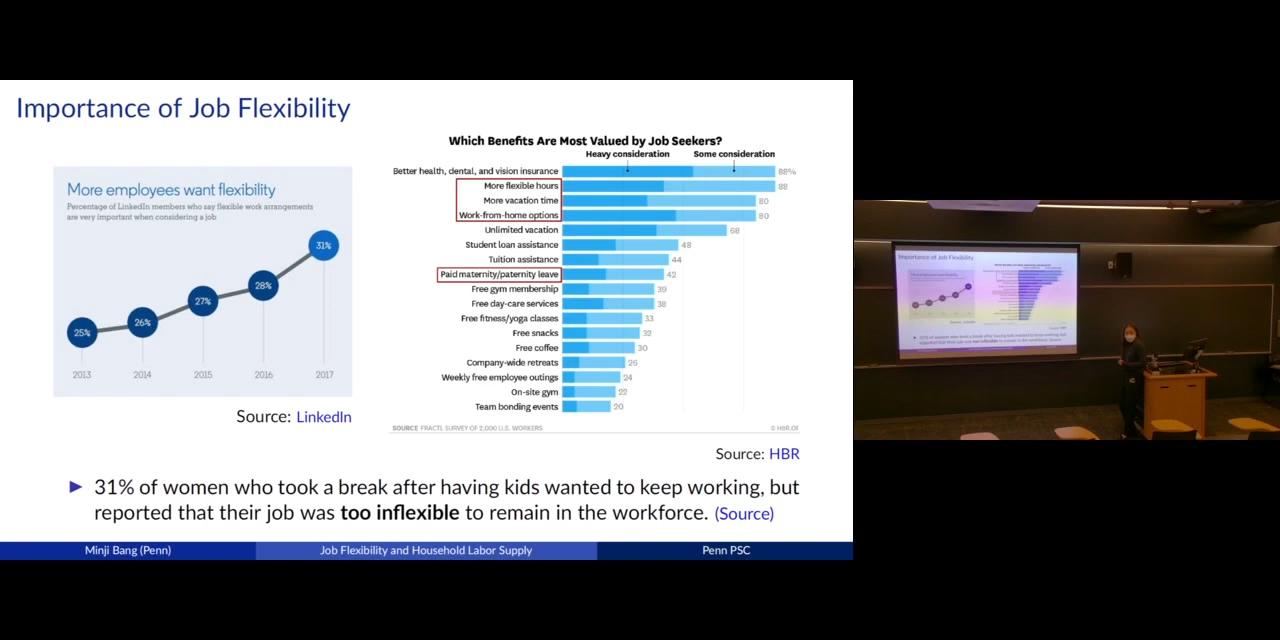 Importance of Job Flexibility
More employees want flexibility
Percentage of LinkedIn members who say flexible work arrangements
are very important when considering a job
25%
26%
27%
28%
31%
2013
2014
2015
2016
2017
Source: LinkedIn
Which Benefits Are Most Valued by Job Seekers?
Heavy consideration
Some consideration
Better health, dental, and vision insurance 88%
More flexible hours 88
More vacation time 80
Work-from-home options 80
Unlimited vacation 68
Student loan assistance 48
Tuition assistance 44
Paid maternity/paternity leave 42
Free gym membership 39
Free day-care services 38
Free fitness/yoga classes 33
Free snacks 32
Free coffee 30
Company-wide retreats 26
Weekly free employee outings 24
On-site gym 22
Team bonding events 20
SOURCE FRACTL SURVEY OF 2,000 U.S. WORKERS
© HBR.OR
Source: HBR
31% of women who took a break after having kids wanted to keep working, but
reported that their job was too inflexible to remain in the workforce. (Source)
Minji Bang (Penn)
Job Flexibility and Household Labor Supply
Penn PSC
Importance of Job Flexibility